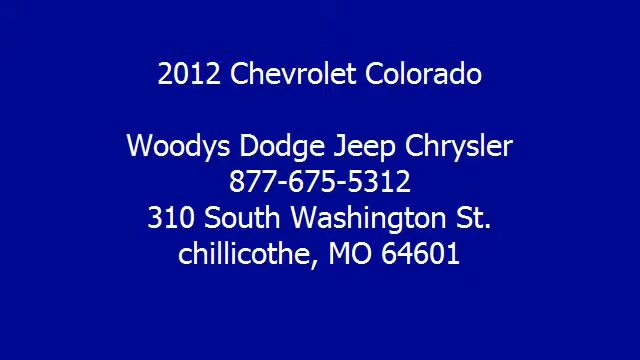 2012 Chevrolet Colorado
Woodys Dodge Jeep Chrysler
877-675-5312
310 South Washington St.
chillicothe, MO 64601